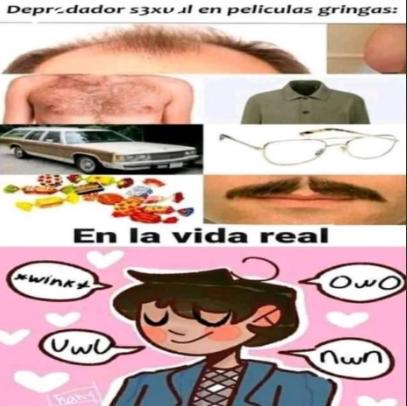 Depr dador s3xu al en peliculas gringas:
En la vida real
*wink*
OwO
UwU
nwn